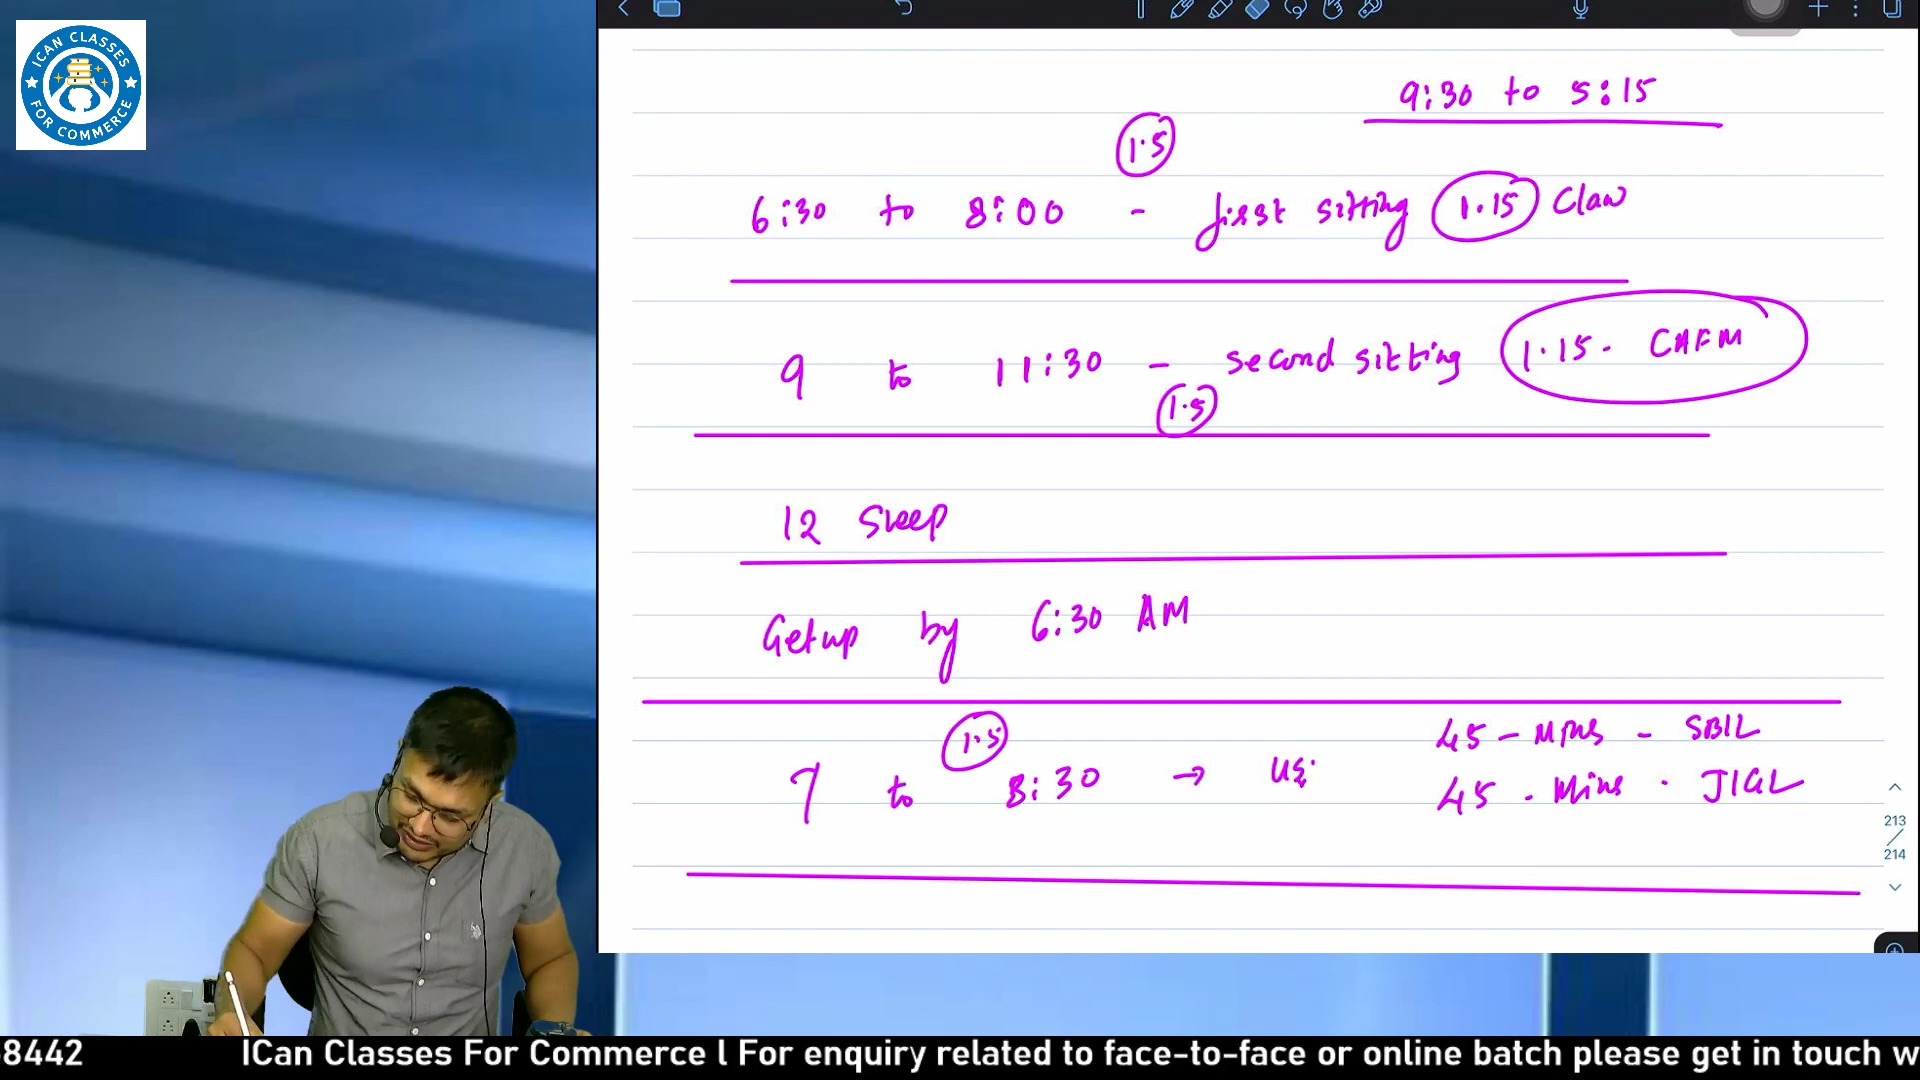 ICAN CLASSES
FOR COMMERCE
9:30 to 5:15
1.5
6:30 to 8:00 - first sitting 1.15 Claw
9 to 11:30 - second sitting 1.15 - CAFM
1.5
12 Sleep
Getup by 6:30 AM
1.5
45 - Mins - SBIL
7 to 8:30 →
45 - Mins - JIGL
213
214
8442 ICan Classes For Commerce l For enquiry related to face-to-face or online batch please get in touch w